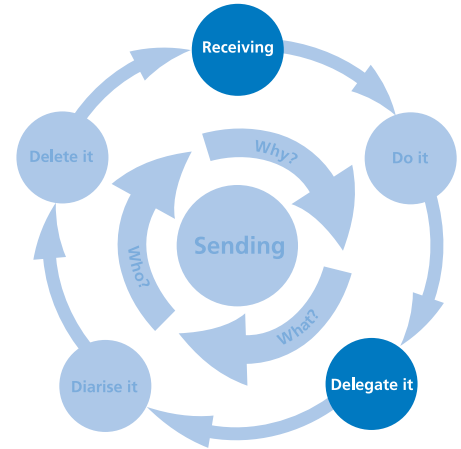 Receiving
Do it
Delegate it
Diarise it
Delete it
Why?
What?
Who?
Sending